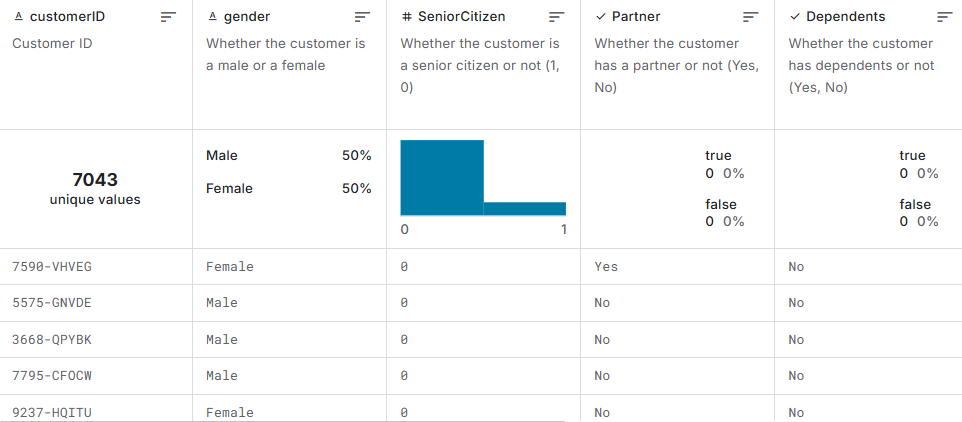 customerID
gender
SeniorCitizen
Partner
Dependents
Customer ID
Whether the customer is
a male or a female
Whether the customer is
a senior citizen or not (1,
0)
Whether the customer
has a partner or not (Yes,
No)
Whether the customer
has dependents or not
(Yes, No)
7043
unique values
Male 50%
Female 50%
0 1
true
0 0%
false
0 0%
true
0 0%
false
0 0%
7590-VHVEG Female 0 Yes No
5575-GNVDE Male 0 No No
3668-QPYBK Male 0 No No
7795-CFOCW Male 0 No No
9237-HQITU Female 0 No No